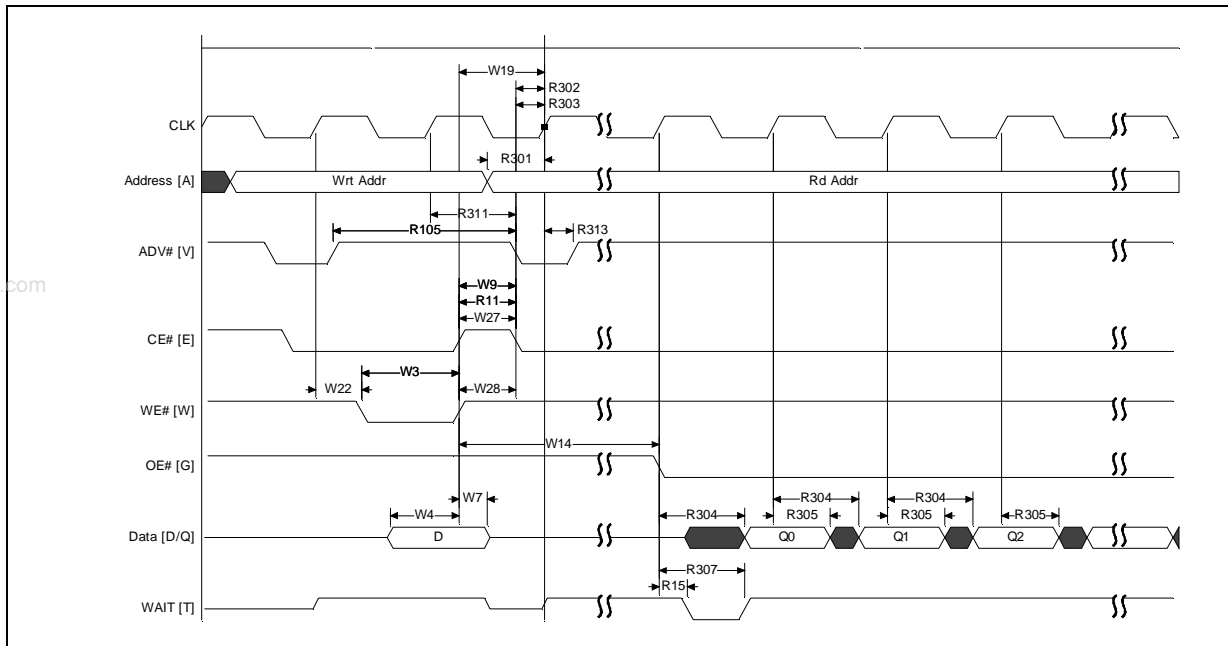 W19
R302
R303
CLK
R301
Address [A]
Wrt Addr
Rd Addr
R311
R105
R313
ADV# [V]
.com
W9
R11
W27
CE# [E]
W3
W22
W28
WE# [W]
W14
OE# [G]
W7
R304
R304
W4
R304
R305
R305
R305
Data [D/Q]
D
Q0
Q1
Q2
R307
R15
WAIT [T]